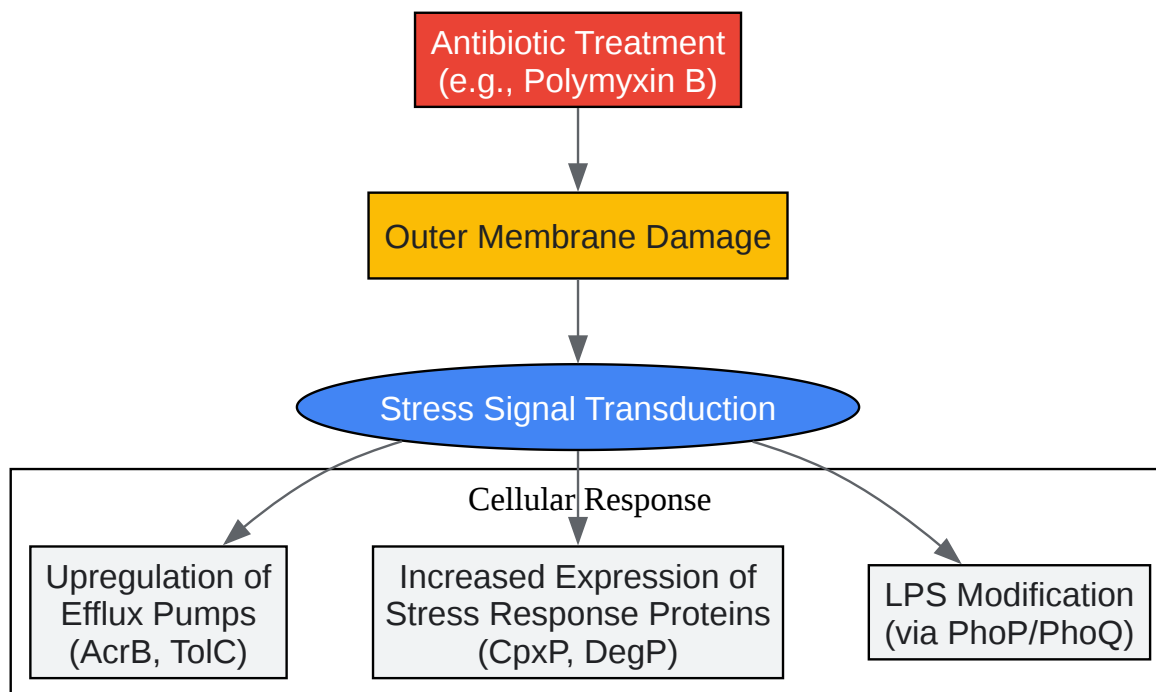 Antibiotic Treatment
(e.g., Polymyxin B)
Outer Membrane Damage
Stress Signal Transduction
Cellular Response
Upregulation of
Efflux Pumps
(AcrB, TolC)
Increased Expression of
Stress Response Proteins
(CpxP, DegP)
LPS Modification
(via PhoP/PhoQ)